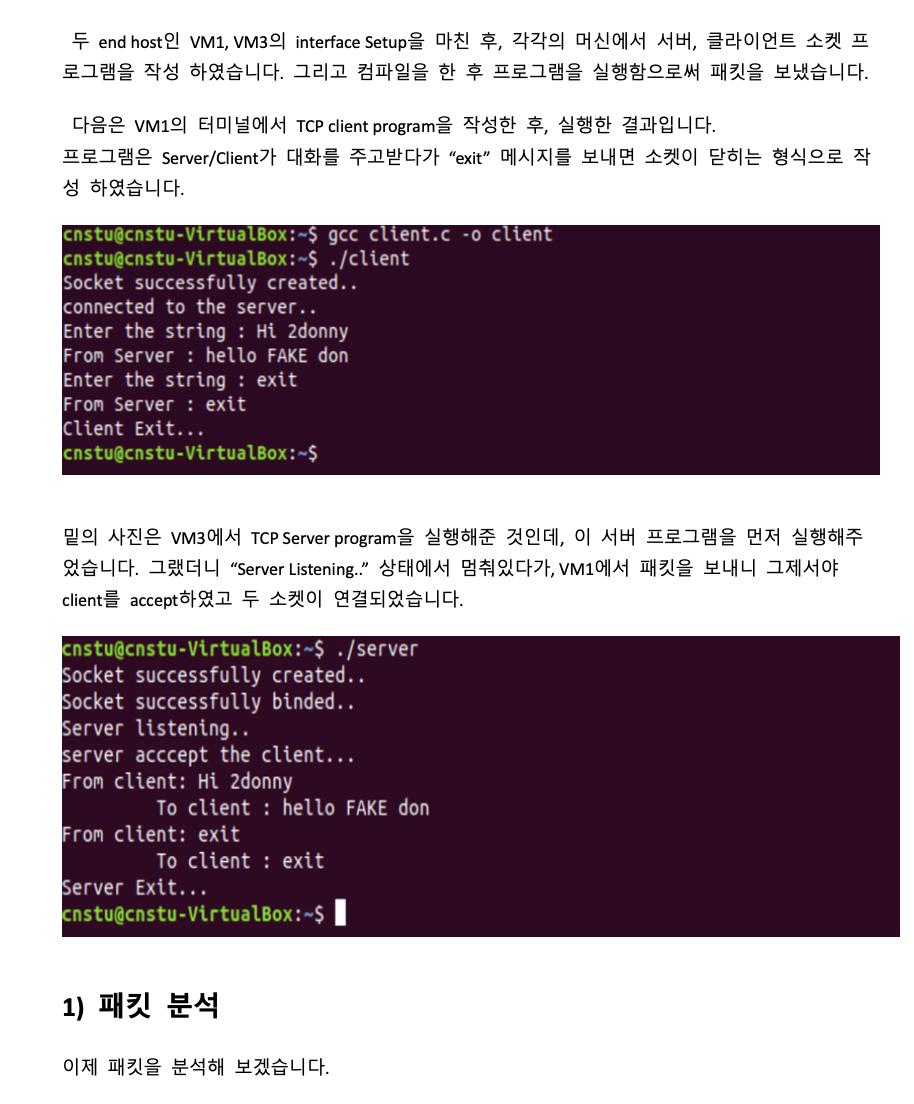 두 end host인 VM1, VM3의 interface Setup을 마친 후, 각각의 머신에서 서버, 클라이언트 소켓 프
로그램을 작성 하였습니다. 그리고 컴파일을 한 후 프로그램을 실행함으로써 패킷을 보냈습니다.
다음은 VM1의 터미널에서 TCP client program을 작성한 후, 실행한 결과입니다.
프로그램은 Server/Client가 대화를 주고받다가 “exit” 메시지를 보내면 소켓이 닫히는 형식으로 작
성 하였습니다.
cnstu@cnstu-VirtualBox:~$ gcc client.c -o client
cnstu@cnstu-VirtualBox:~$ ./client
Socket successfully created..
connected to the server..
Enter the string : Hi 2donny
From Server : hello FAKE don
Enter the string : exit
From Server : exit
Client Exit...
cnstu@cnstu-VirtualBox:~$
밑의 사진은 VM3에서 TCP Server program을 실행해준 것인데, 이 서버 프로그램을 먼저 실행해주
었습니다. 그랬더니 “Server Listening..” 상태에서 멈춰있다가, VM1에서 패킷을 보내니 그제서야
client를 accept하였고 두 소켓이 연결되었습니다.
cnstu@cnstu-VirtualBox:~$ ./server
Socket successfully created..
Socket successfully binded..
Server listening..
server acccept the client...
From client: Hi 2donny
To client : hello FAKE don
From client: exit
To client : exit
Server Exit...
cnstu@cnstu-VirtualBox:~$
1) 패킷 분석
이제 패킷을 분석해 보겠습니다.